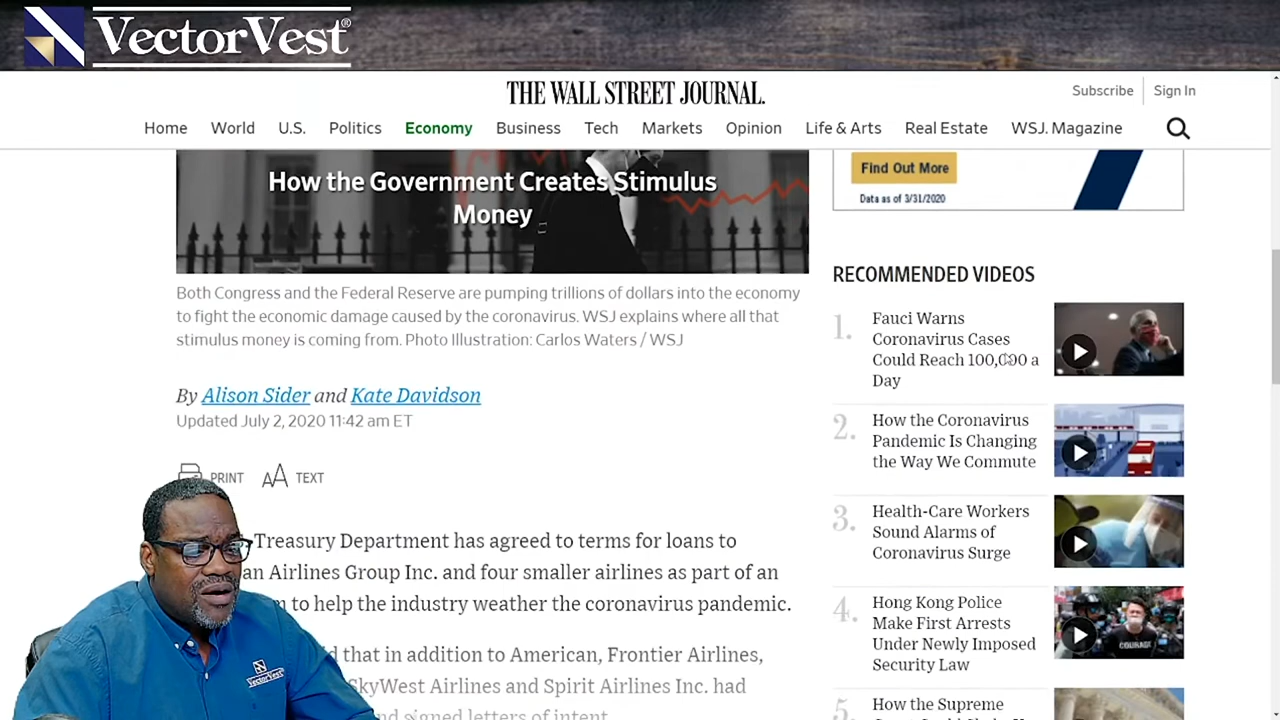 VectorVest®
THE WALL STREET JOURNAL.
Subscribe
Sign In
Home World U.S. Politics Economy Business Tech Markets Opinion Life & Arts Real Estate WSJ. Magazine
How the Government Creates Stimulus
Money
Both Congress and the Federal Reserve are pumping trillions of dollars into the economy
to fight the economic damage caused by the coronavirus. WSJ explains where all that
stimulus money is coming from. Photo Illustration: Carlos Waters / WSJ
By Alison Sider and Kate Davidson
Updated July 2, 2020 11:42 am ET
PRINT
TEXT
Treasury Department has agreed to terms for loans to
an Airlines Group Inc. and four smaller airlines as part of an
to help the industry weather the coronavirus pandemic.
that in addition to American, Frontier Airlines,
SkyWest Airlines and Spirit Airlines Inc. had
signed letters of intent
VectorVest
Find Out More
Data as of 3/31/2020
RECOMMENDED VIDEOS
1.
Fauci Warns
Coronavirus Cases
Could Reach 100,000 a
Day
2.
How the Coronavirus
Pandemic Is Changing
the Way We Commute
3.
Health-Care Workers
Sound Alarms of
Coronavirus Surge
4.
Hong Kong Police
Make First Arrests
Under Newly Imposed
Security Law
COURAGE
5.
How the Supreme